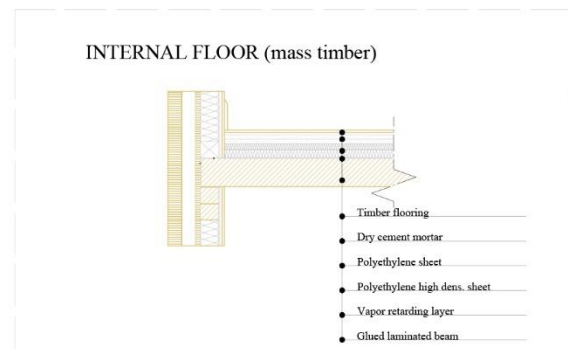 INTERNAL FLOOR (mass timber)
Timber flooring
Dry cement mortar
Polyethylene sheet
Polyethylene high dens. sheet
Vapor retarding layer
Glued laminated beam